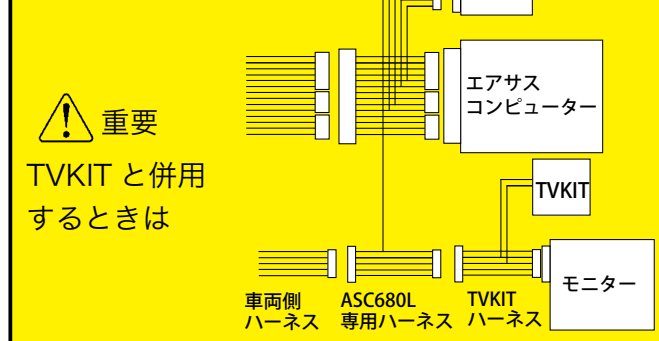 エアサス
コンピューター
重要
TVKIT と併用
するときは
TVKIT
モニター
車両側
ハーネス
ASC680L
専用ハーネス
TVKIT
ハーネス